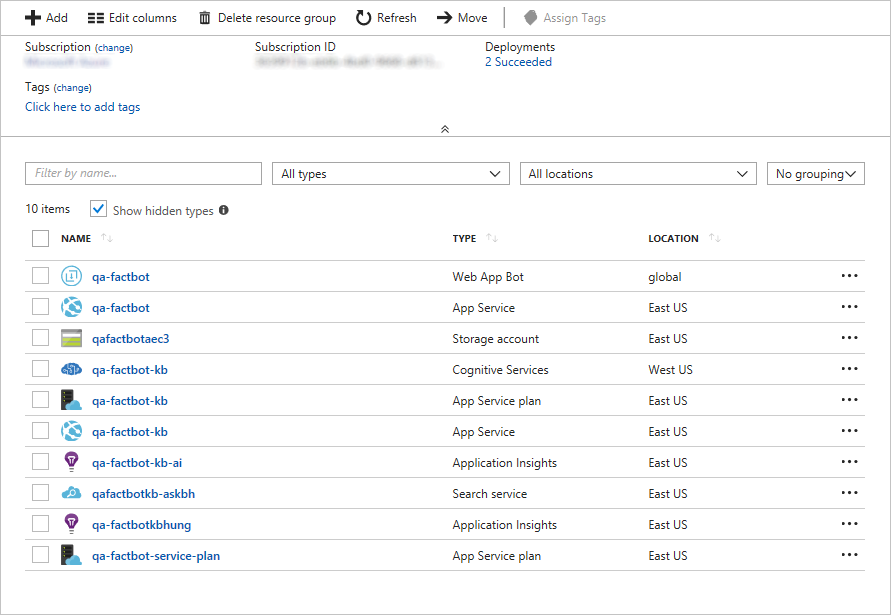 Add Edit columns Delete resource group Refresh Move Assign Tags
Subscription (change) Subscription ID Deployments
2 Succeeded
Tags (change)
Click here to add tags
Filter by name... All types All locations No grouping
10 items Show hidden types
NAME TYPE LOCATION
qa-factbot Web App Bot global
qa-factbot App Service East US
qafactbotaec3 Storage account East US
qa-factbot-kb Cognitive Services West US
qa-factbot-kb App Service plan East US
qa-factbot-kb App Service East US
qa-factbot-kb-ai Application Insights East US
qafactbotkb-askbh Search service East US
qa-factbotkbhung Application Insights East US
qa-factbot-service-plan App Service plan East US